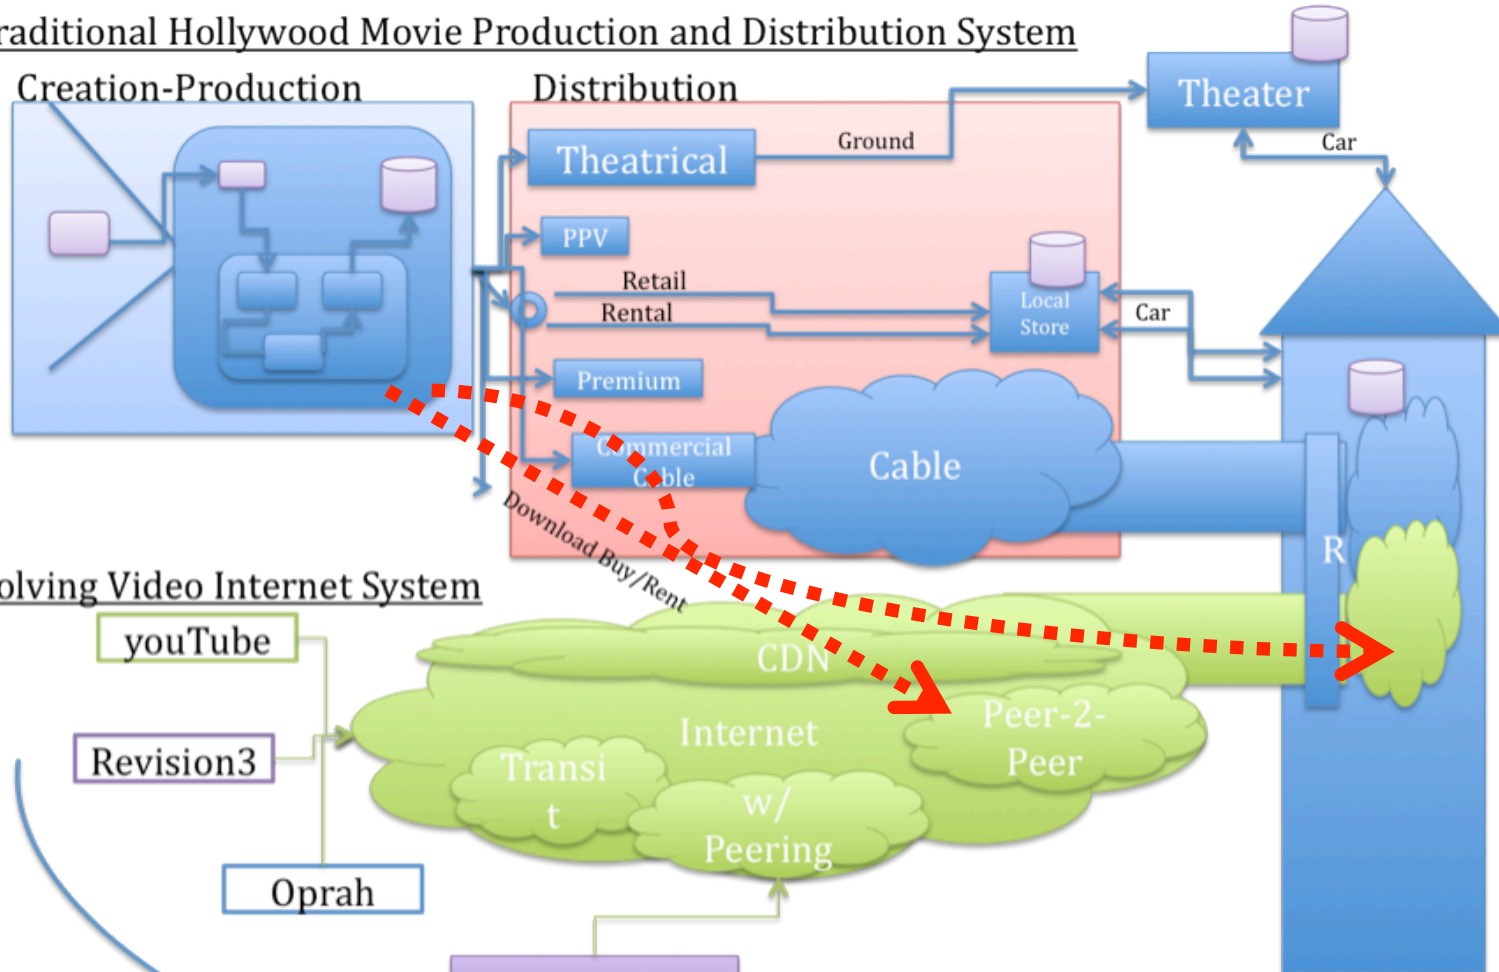 raditional Hollywood Movie Production and Distribution System
Creation-Production
Distribution
Theater
Theatrical
Ground
Car
PPV
Retail
Rental
Local
Store
Car
Premium
Commercial
Cable
Cable
R
Download Buy/Rent
olving Video Internet System
youTube
CDN
Internet
Peer-2-
Peer
Revision3
Transi
t
w/
Peering
Oprah